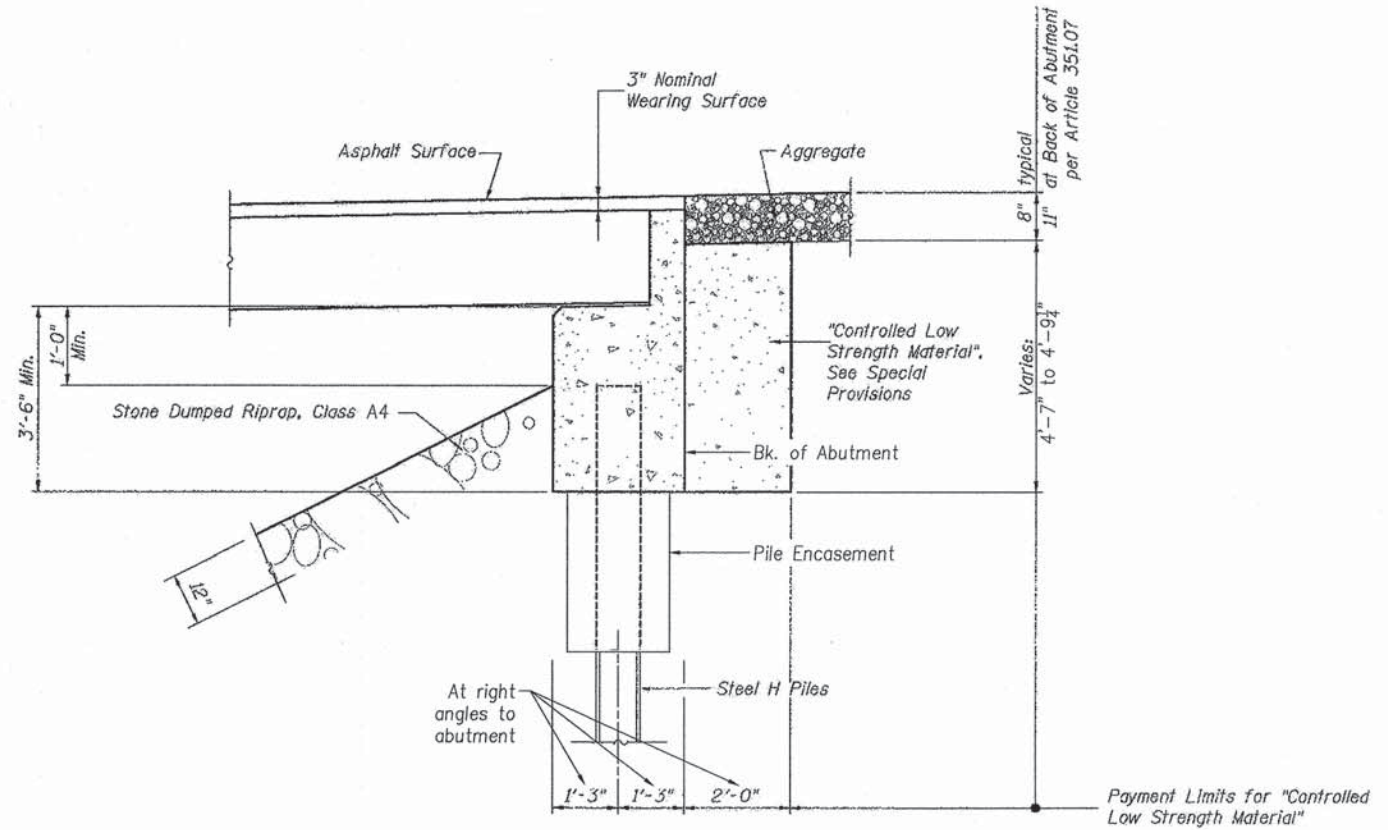 at Back of Abutment
per Article 351.07
8" typical
11"
3" Nominal
Wearing Surface
Asphalt Surface
Aggregate
3'-6" Min.
1'-0"
Min.
"Controlled Low
Strength Material".
See Special
Provisions
Varies:
4'-7" to 4'-9¼"
Stone Dumped Riprap, Class A4
Bk. of Abutment
Pile Encasement
12"
Steel H Piles
At right
angles to
abutment
1'-3"
1'-3"
2'-0"
Payment Limits for "Controlled
Low Strength Material"